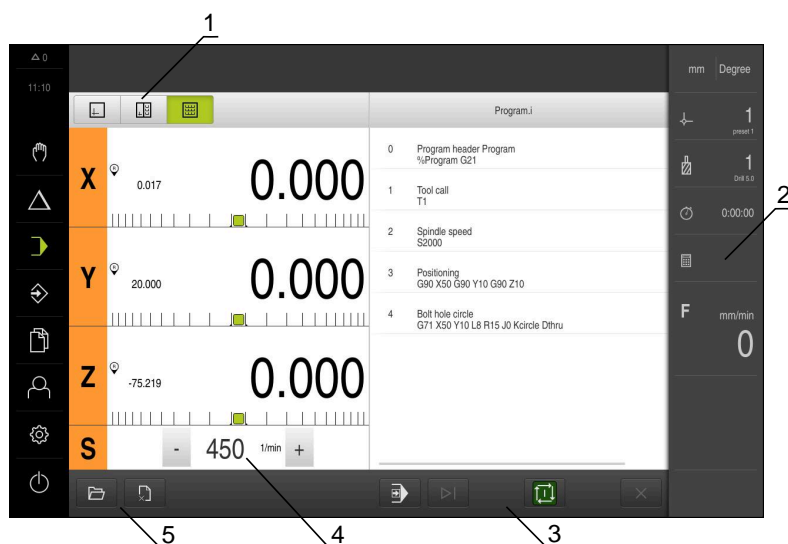 1
0
11:10
mm Degree
Program.i
1
preset 1
X R 0.017 0.000
0 Program header Program
%Program G21
1
Drill 5.0
1 Tool call
T1
2
0:00:00
2 Spindle speed
S2000
Y R 20.000 0.000
3 Positioning
G90 X50 G90 Y10 G90 Z10
F mm/min
0
4 Bolt hole circle
G71 X50 Y10 L8 R15 J0 Kcircle Dthru
Z R -75.219 0.000
S - 450 1/min +
5
4
3